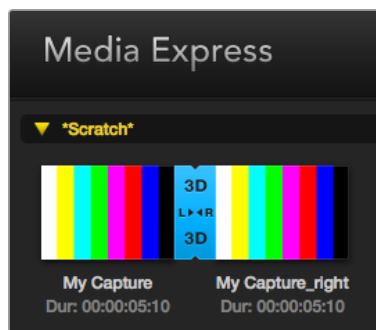 Media Express
*Scratch*
3D
L R
3D
My Capture My Capture_right
Dur: 00:00:05:10 Dur: 00:00:05:10